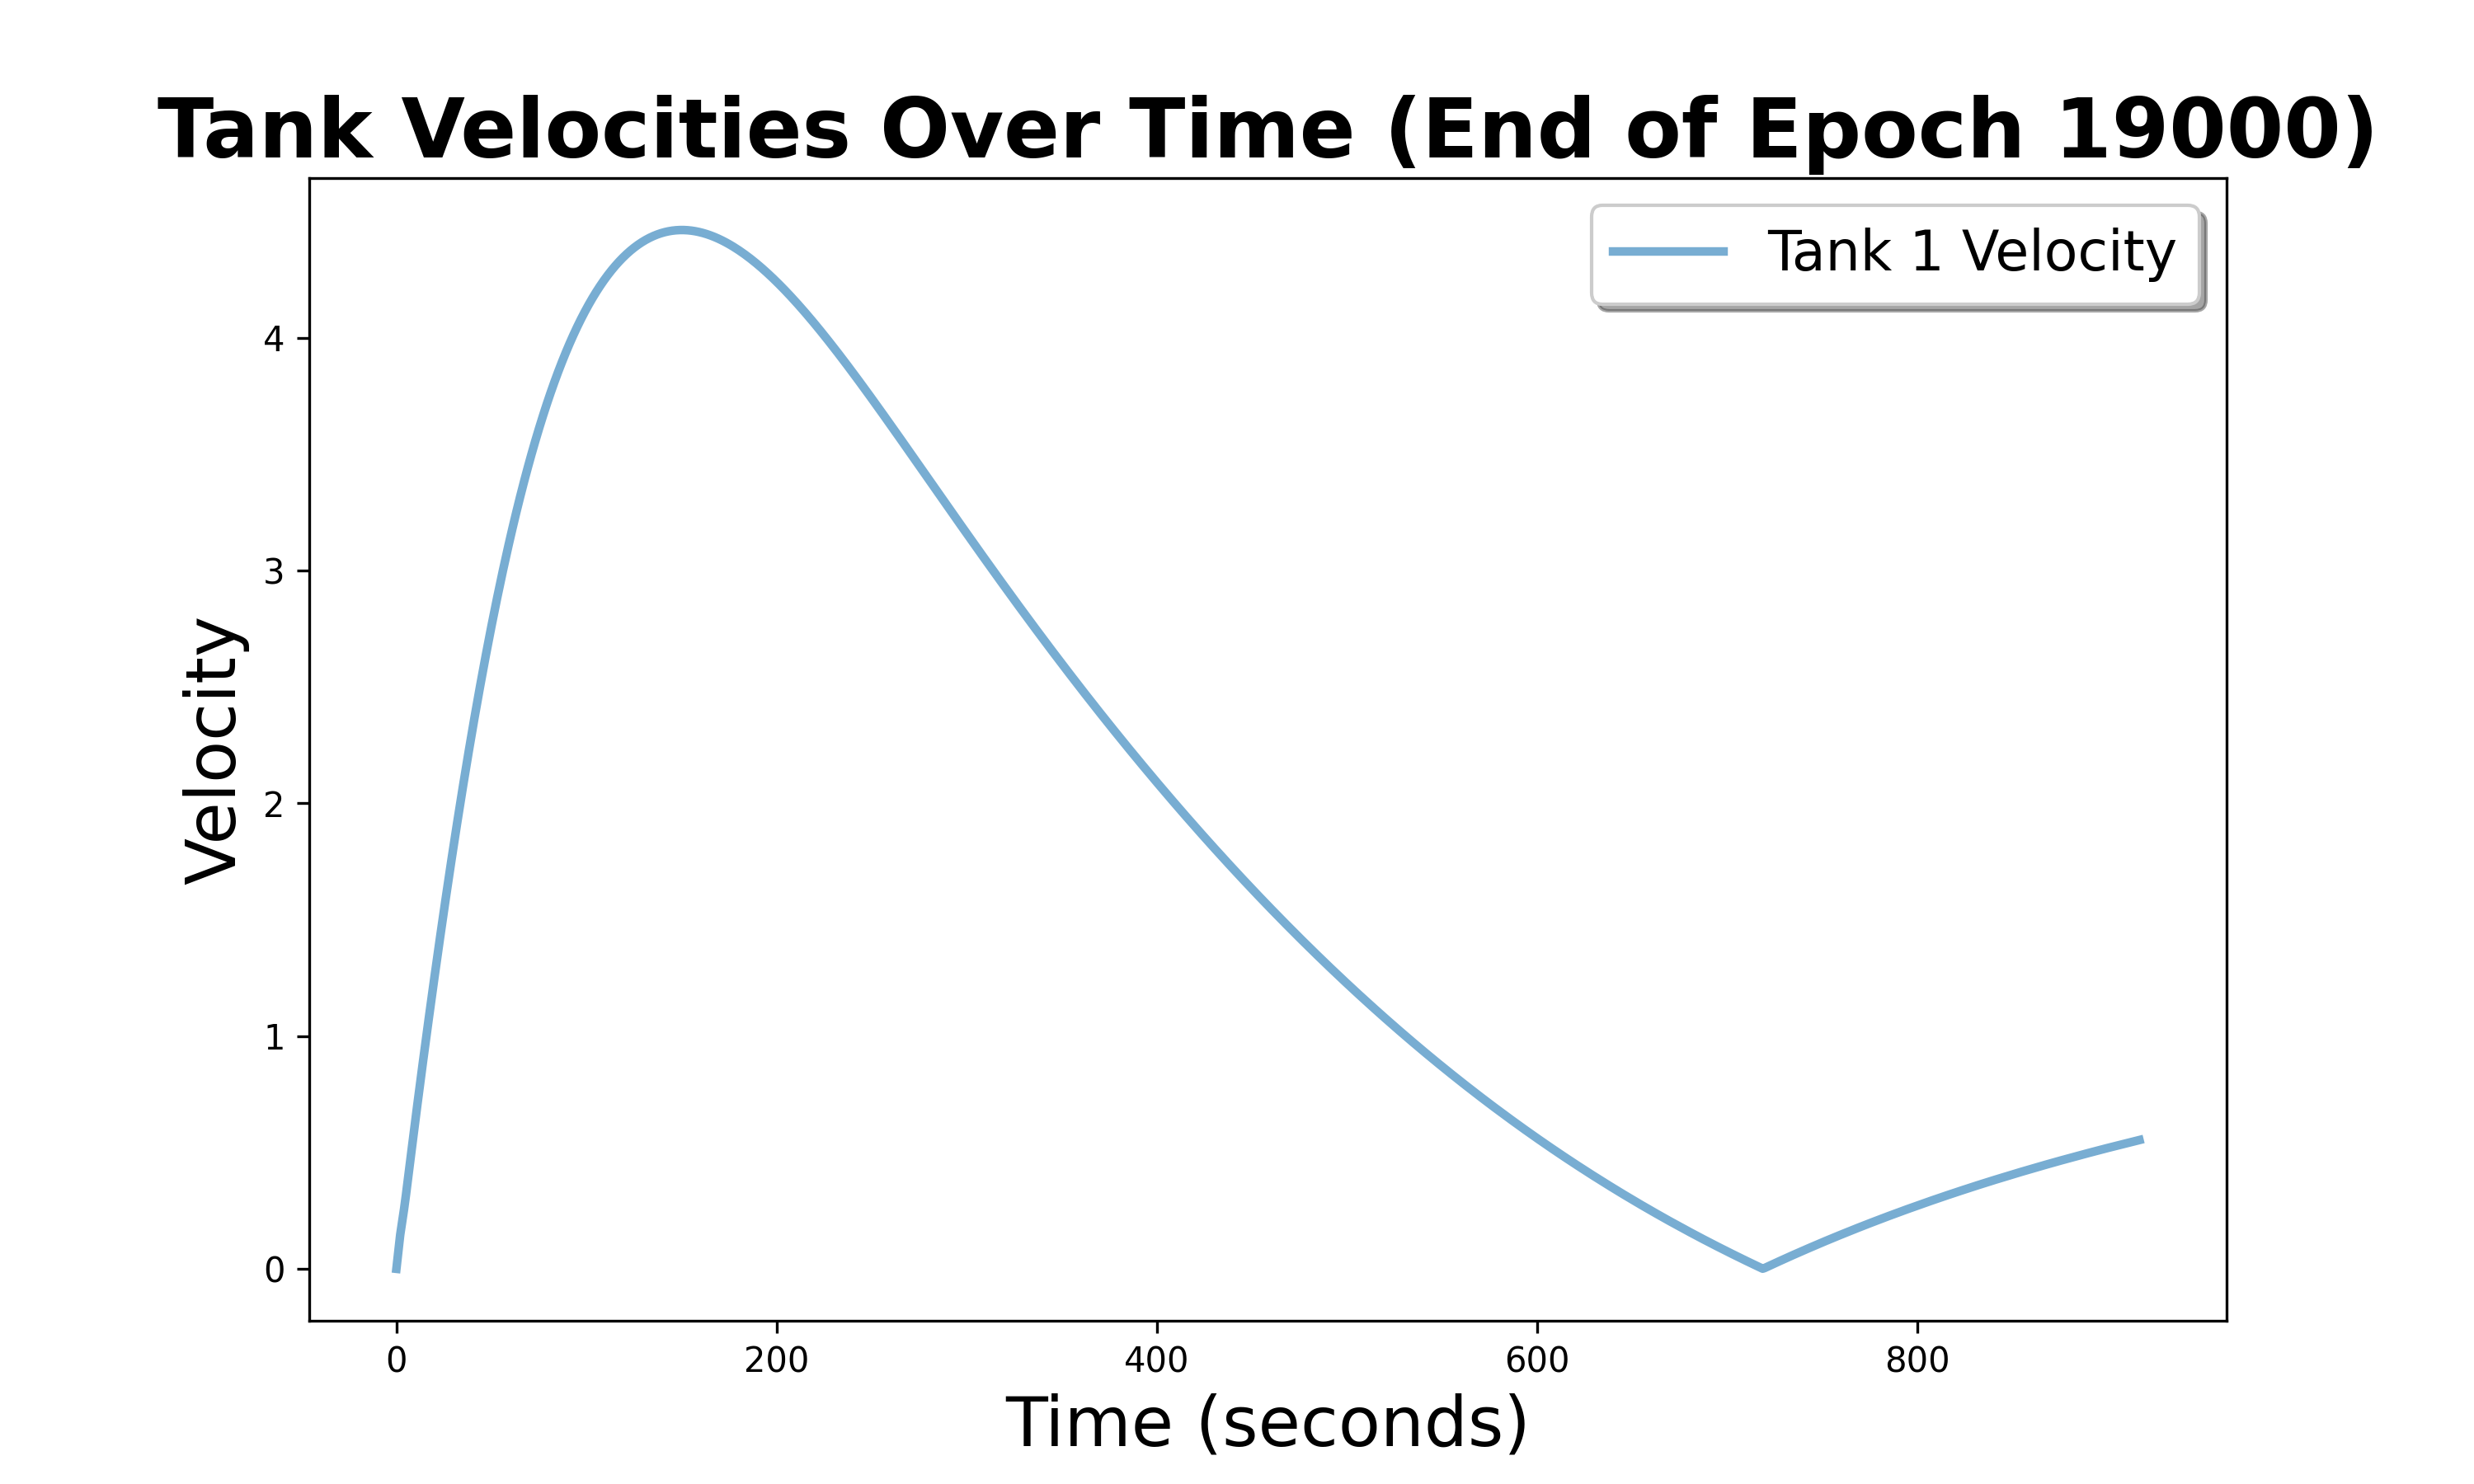 Tank Velocities Over Time (End of Epoch 19000)
Tank 1 Velocity
Velocity
4
3
2
1
0
0 200 400 600 800
Time (seconds)